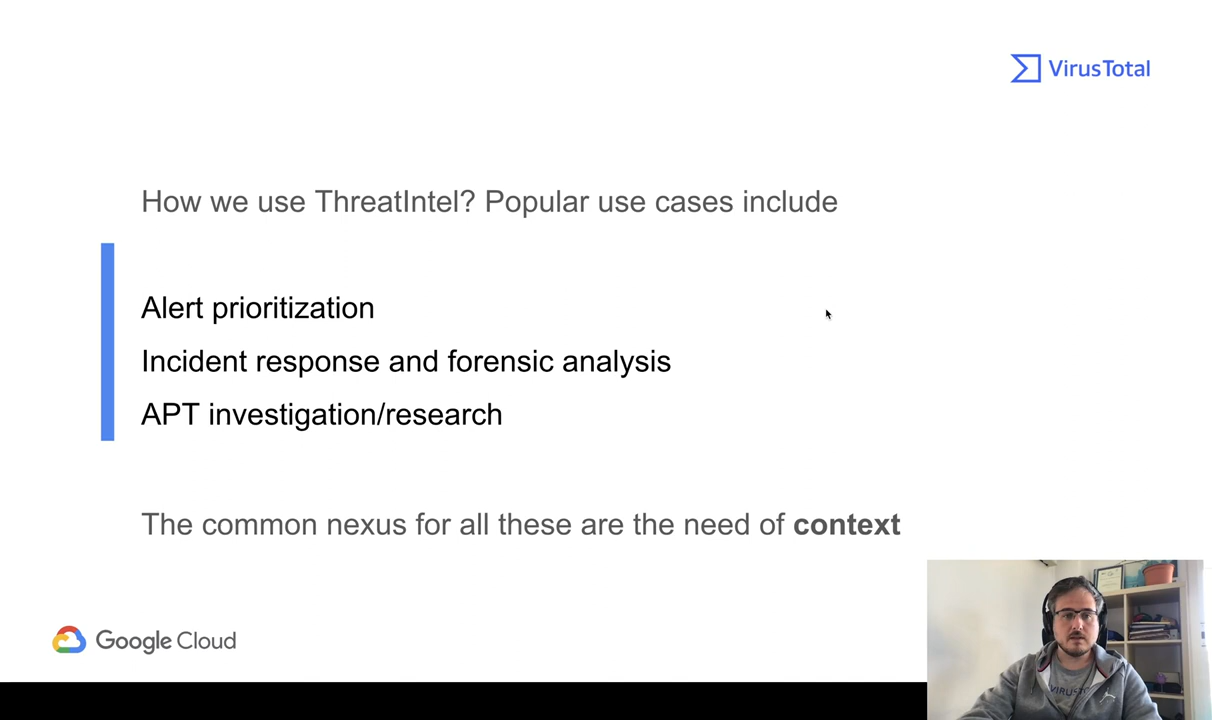 VirusTotal
How we use ThreatIntel? Popular use cases include
Alert prioritization
Incident response and forensic analysis
APT investigation/research
The common nexus for all these are the need of context
Google Cloud